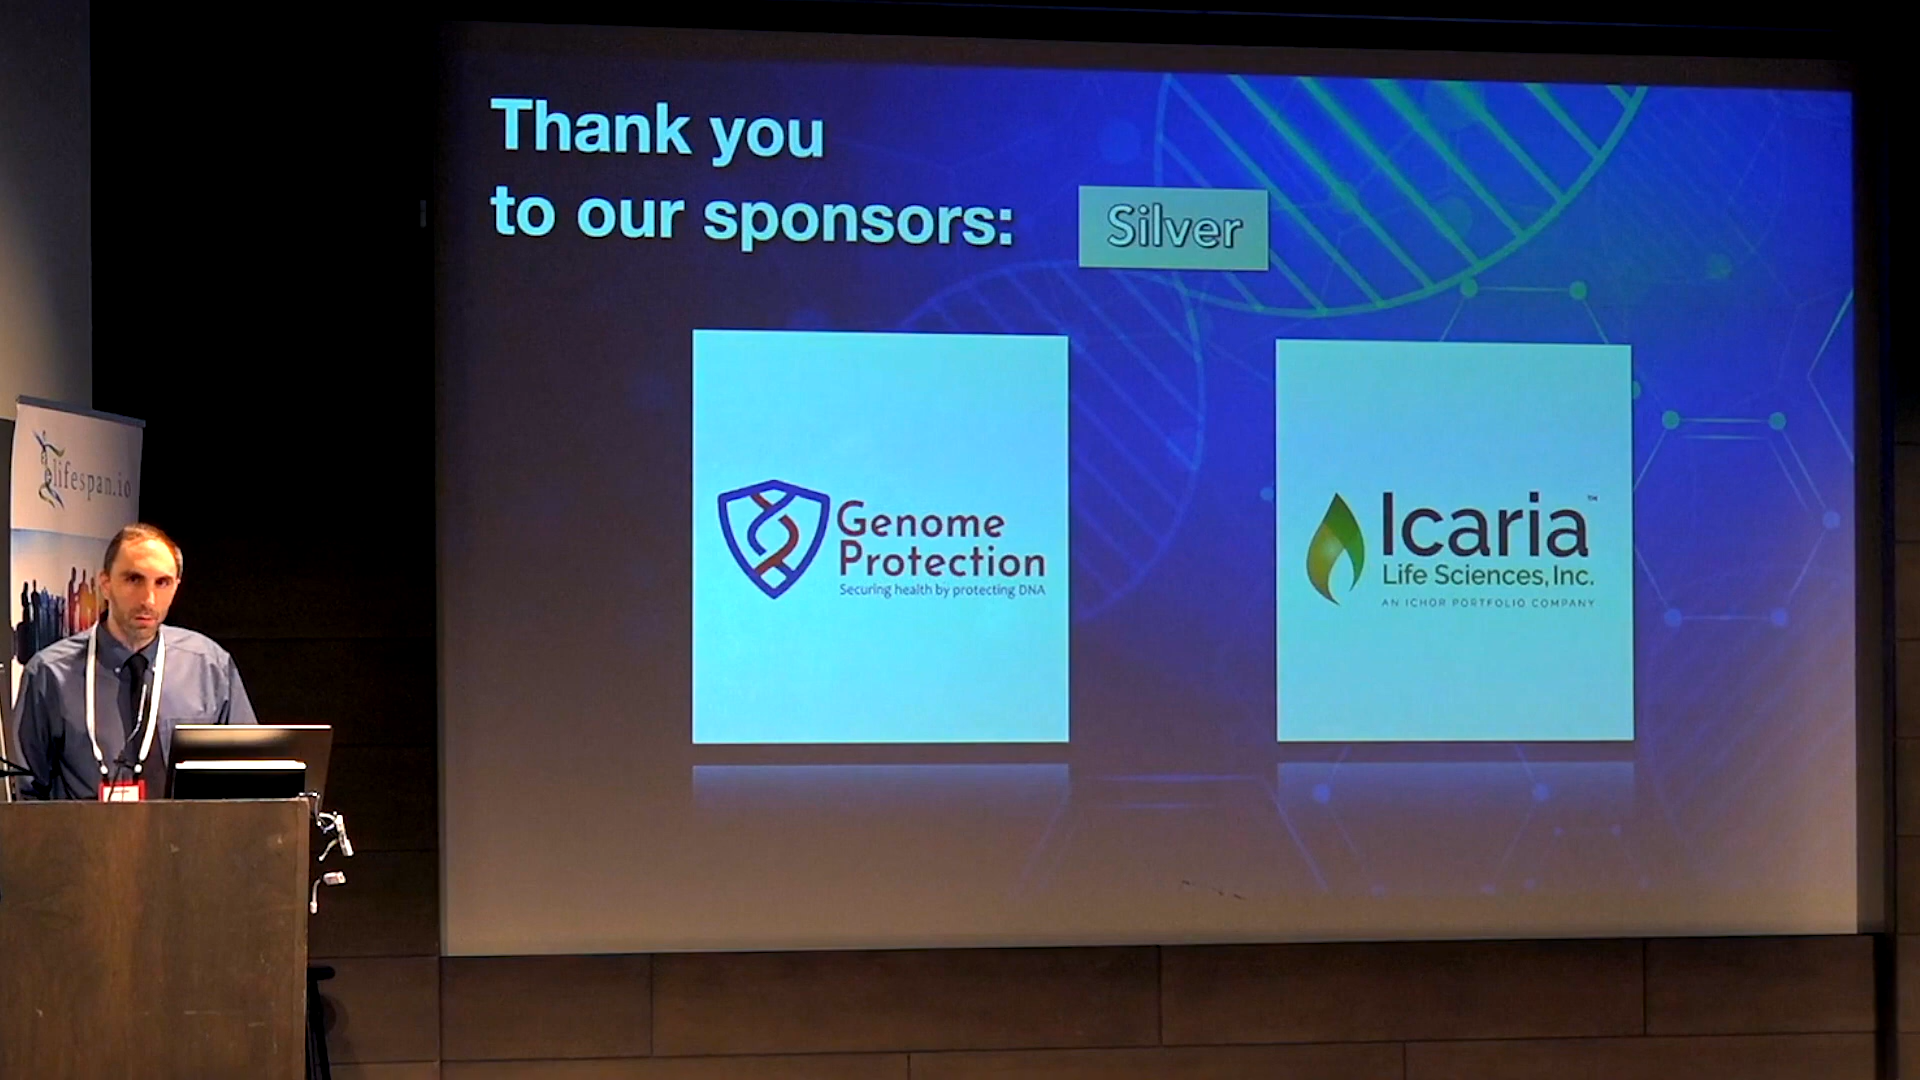 Thank you
to our sponsors:
Silver
Genome
Protection
Securing health by protecting DNA
Icaria™
Life Sciences, Inc.
AN ICHOR PORTFOLIO COMPANY
lifespan.io